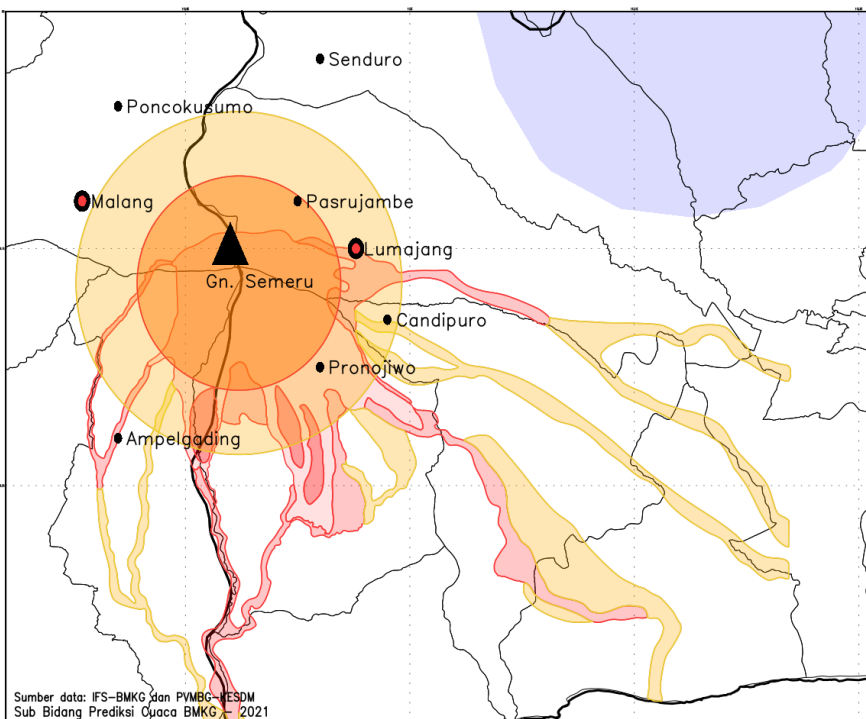 Senduro
Poncokusumo
Malang
Pasrujambe
Lumajang
Gn. Semeru
Candipuro
Pronojiwo
Ampelgading
Sumber data: IFS-BMKG dan PVMBG-KESDM
Sub Bidang Prediksi Cuaca BMKG - 2021